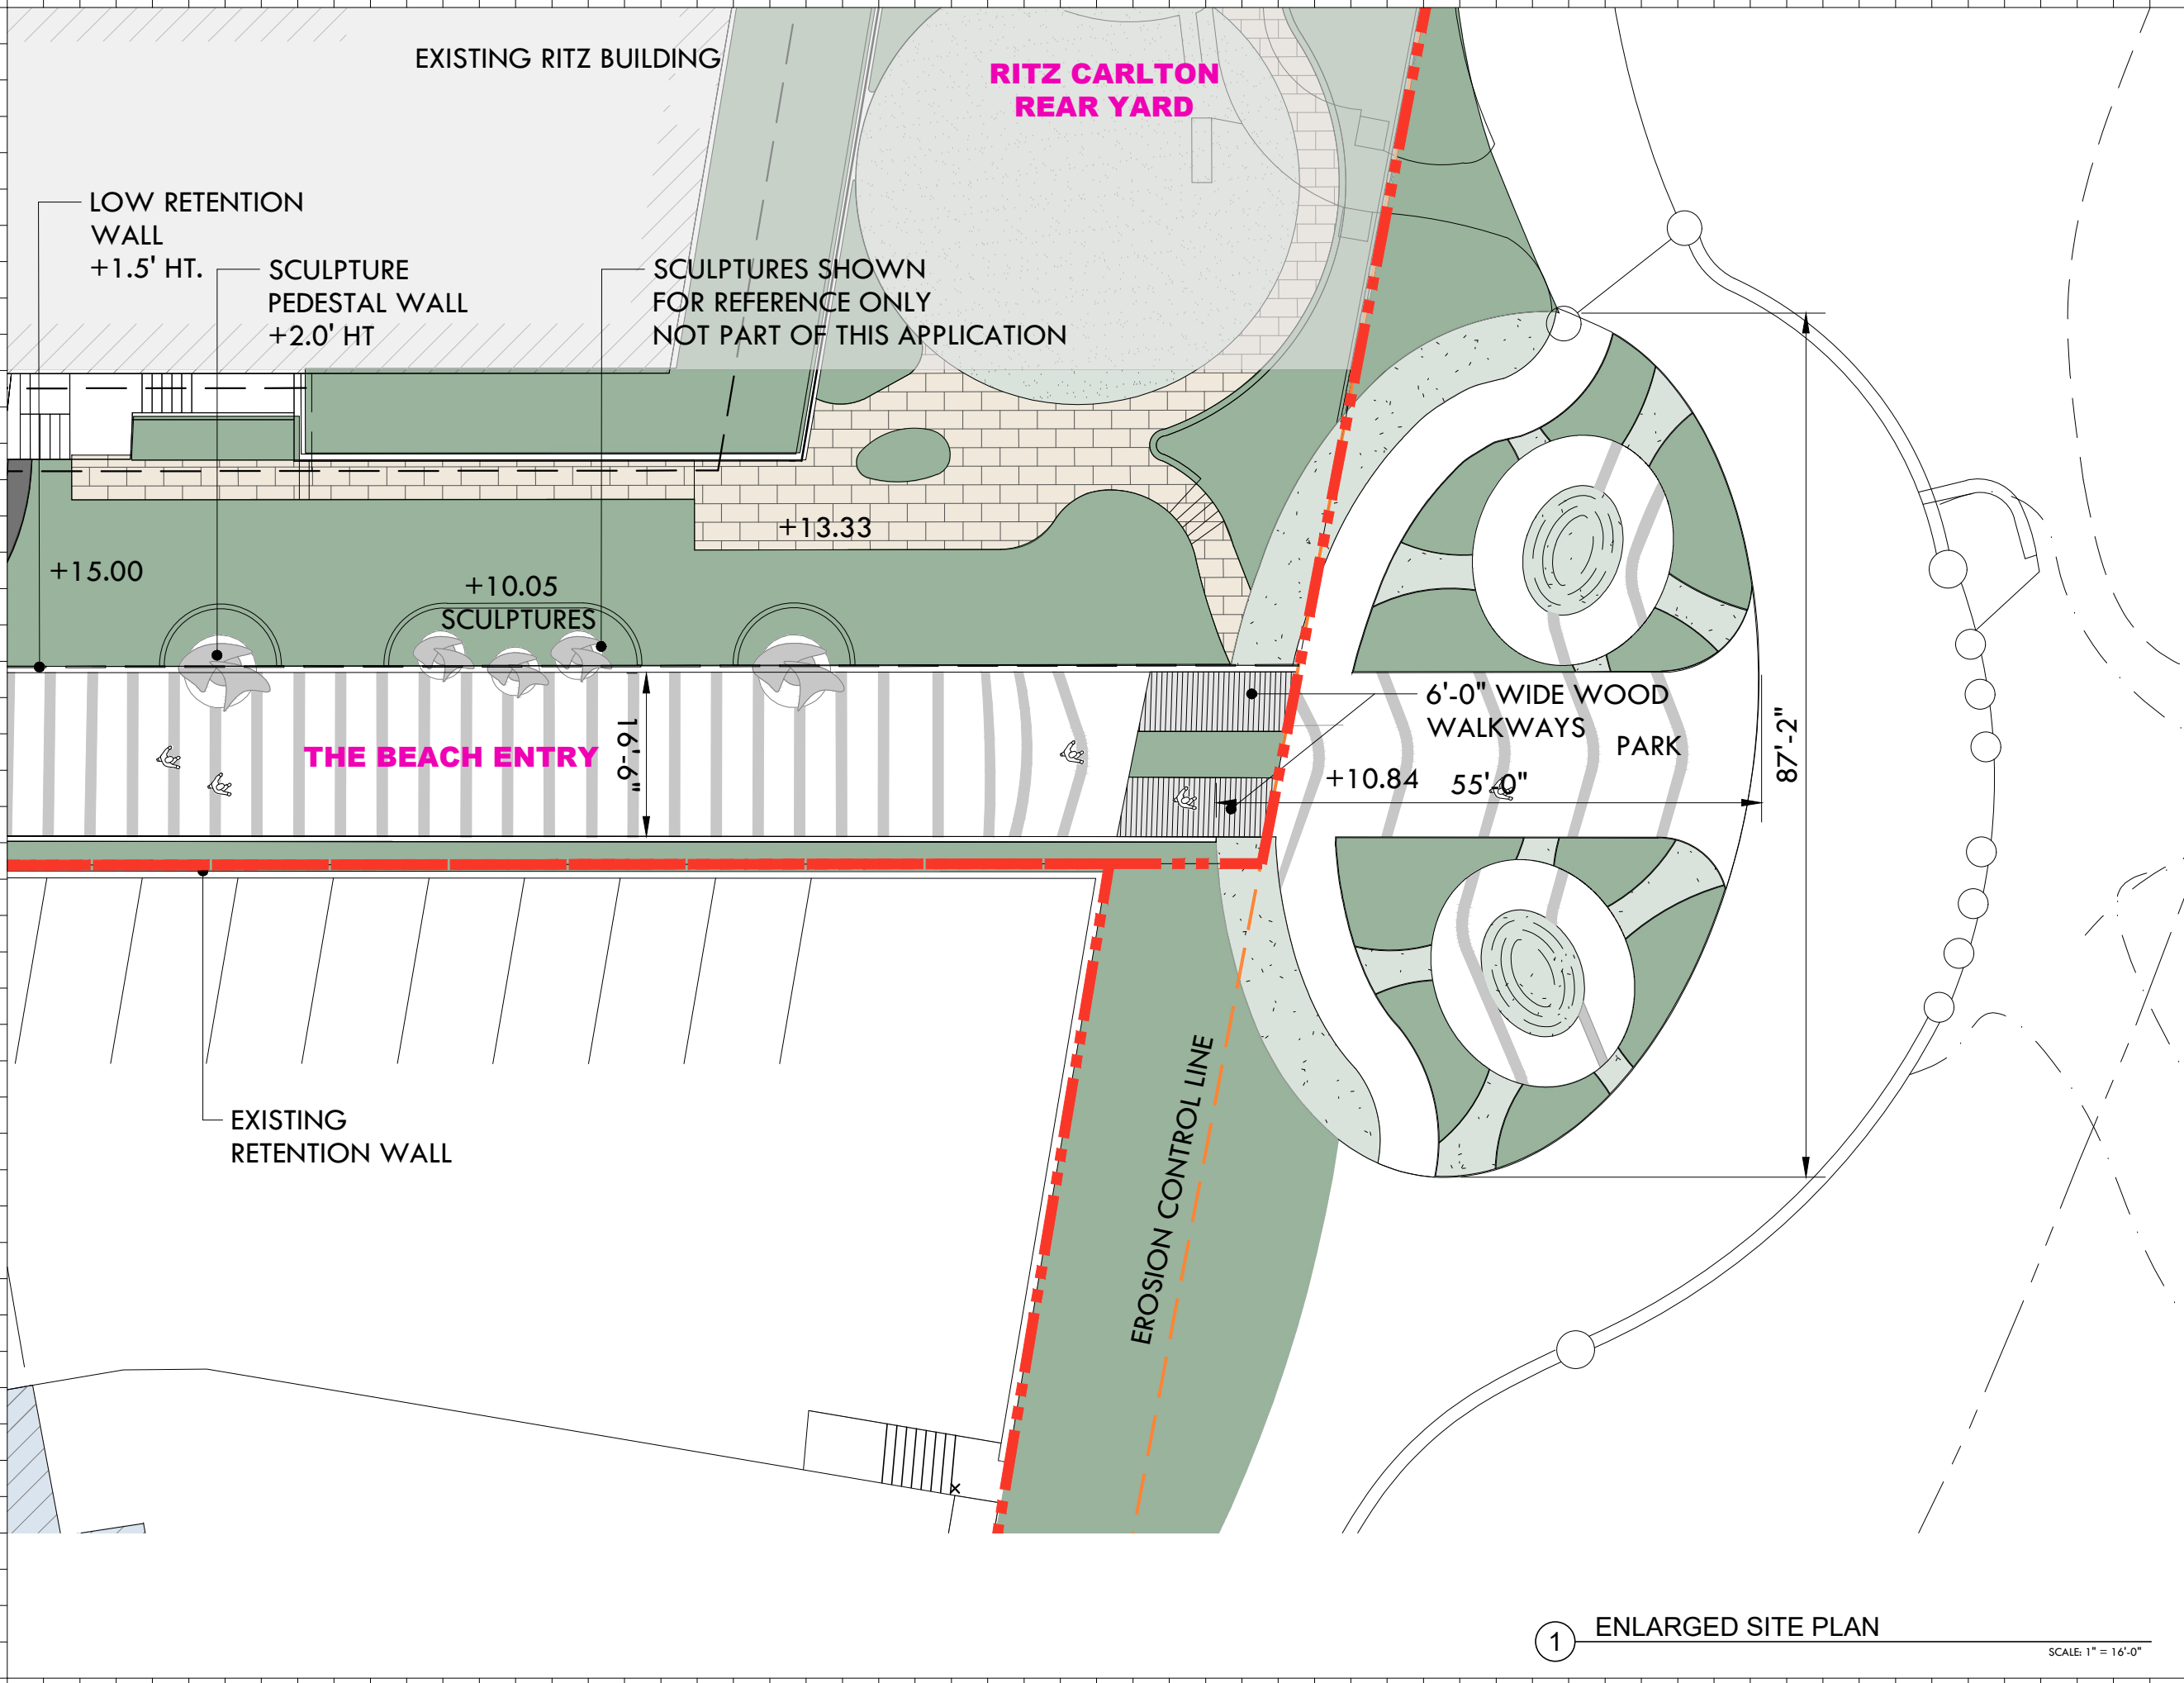 EXISTING RITZ BUILDING
RITZ CARLTON
REAR YARD
LOW RETENTION
WALL
+1.5' HT.
SCULPTURE
PEDESTAL WALL
+2.0' HT
SCULPTURES SHOWN
FOR REFERENCE ONLY
NOT PART OF THIS APPLICATION
+13.33
+15.00
+10.05
SCULPTURES
6'-0" WIDE WOOD
WALKWAYS
PARK
THE BEACH ENTRY
16'-6"
+10.84
55'-0"
87'-2"
EXISTING
RETENTION WALL
EROSION CONTROL LINE
x
1
ENLARGED SITE PLAN
SCALE: 1" = 16'-0"